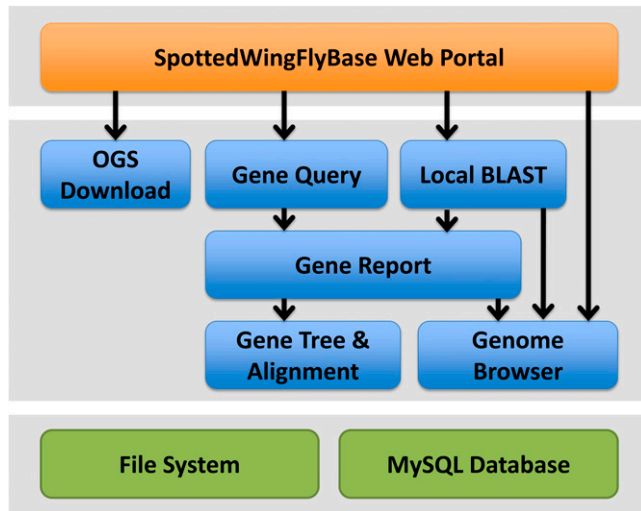 SpottedWingFlyBase Web Portal
OGS
Download
Gene Query
Local BLAST
Gene Report
Gene Tree &
Alignment
Genome
Browser
File System
MySQL Database